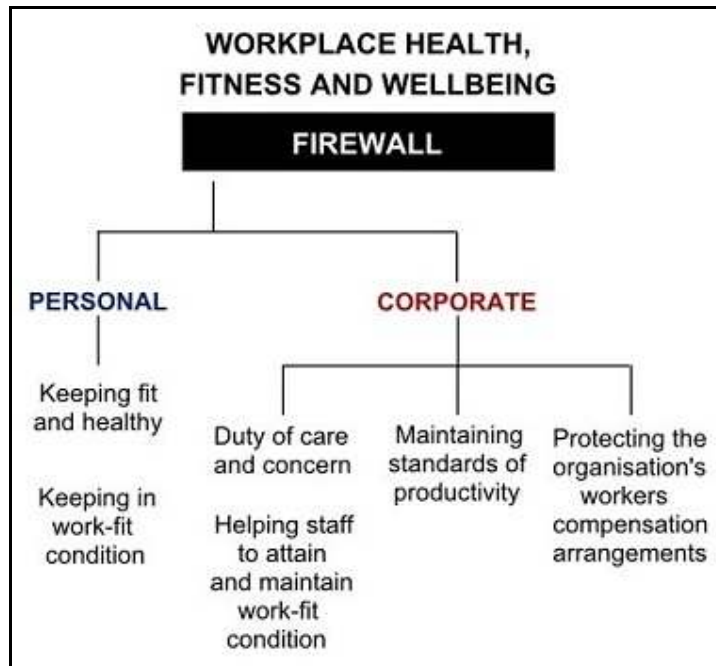 WORKPLACE HEALTH,
FITNESS AND WELLBEING
FIREWALL
PERSONAL
CORPORATE
Keeping fit
and healthy
Keeping in
work-fit
condition
Duty of care
and concern
Helping staff
to attain
and maintain
work-fit
condition
Maintaining
standards of
productivity
Protecting the
organisation's
workers
compensation
arrangements